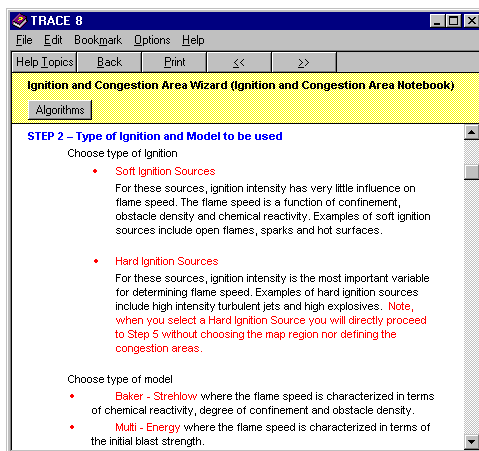 TRACE 8
File Edit Bookmark Options Help
Help Topics Back Print << >>
Ignition and Congestion Area Wizard (Ignition and Congestion Area Notebook)
Algorithms
STEP 2 – Type of Ignition and Model to be used
Choose type of Ignition
• Soft Ignition Sources
For these sources, ignition intensity has very little influence on
flame speed. The flame speed is a function of confinement,
obstacle density and chemical reactivity. Examples of soft ignition
sources include open flames, sparks and hot surfaces.
• Hard Ignition Sources
For these sources, ignition intensity is the most important variable
for determining flame speed. Examples of hard ignition sources
include high intensity turbulent jets and high explosives. Note,
when you select a Hard Ignition Source you will directly proceed
to Step 5 without choosing the map region nor defining the
congestion areas.
Choose type of model
• Baker - Strehlow where the flame speed is characterized in terms
of chemical reactivity, degree of confinement and obstacle density.
• Multi - Energy where the flame speed is characterized in terms of
the initial blast strength.